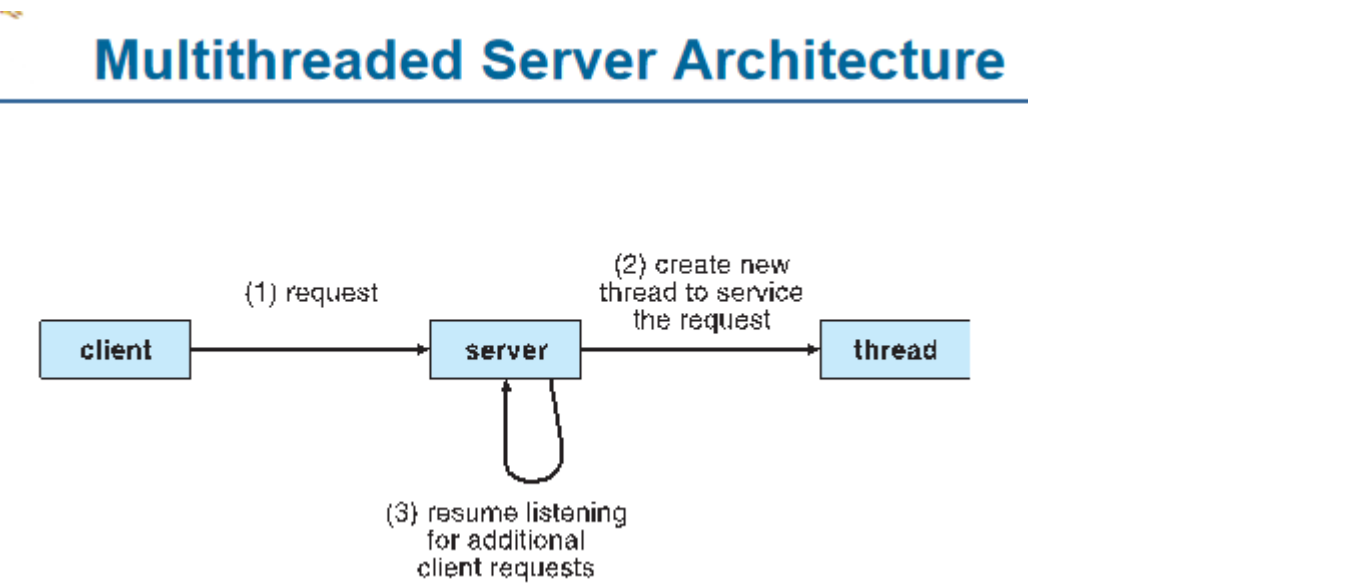 Multithreaded Server Architecture
(1) request
(2) create new
thread to service
the request
client
server
thread
(3) resume listening
for additional
client requests